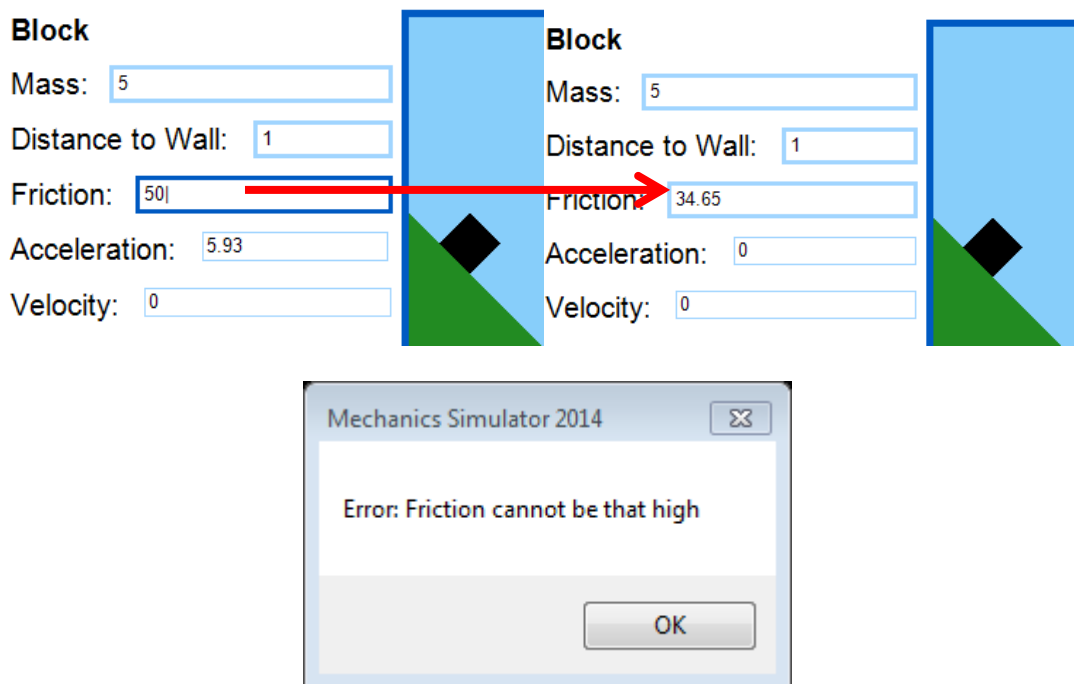 Block
Mass: 5
Distance to Wall: 1
Friction: 50
Acceleration: 5.93
Velocity: 0
Block
Mass: 5
Distance to Wall: 1
Friction: 34.65
Acceleration: 0
Velocity: 0
Mechanics Simulator 2014
Error: Friction cannot be that high
OK